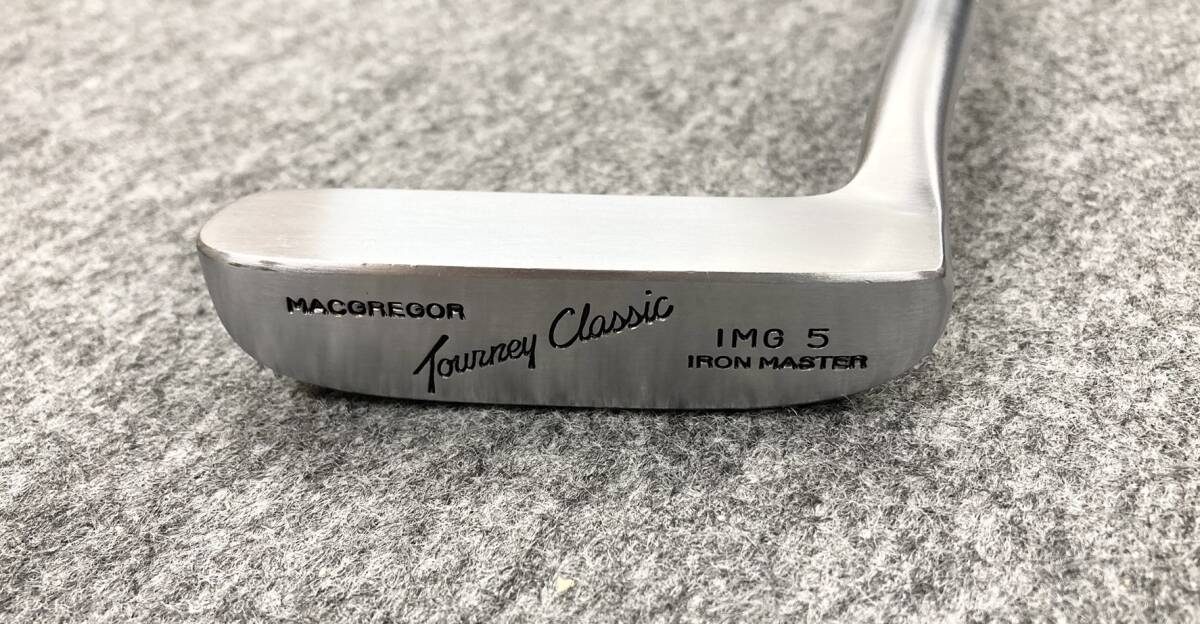 MACGREGOR
Tourney Classic
IMG 5
IRON MASTER